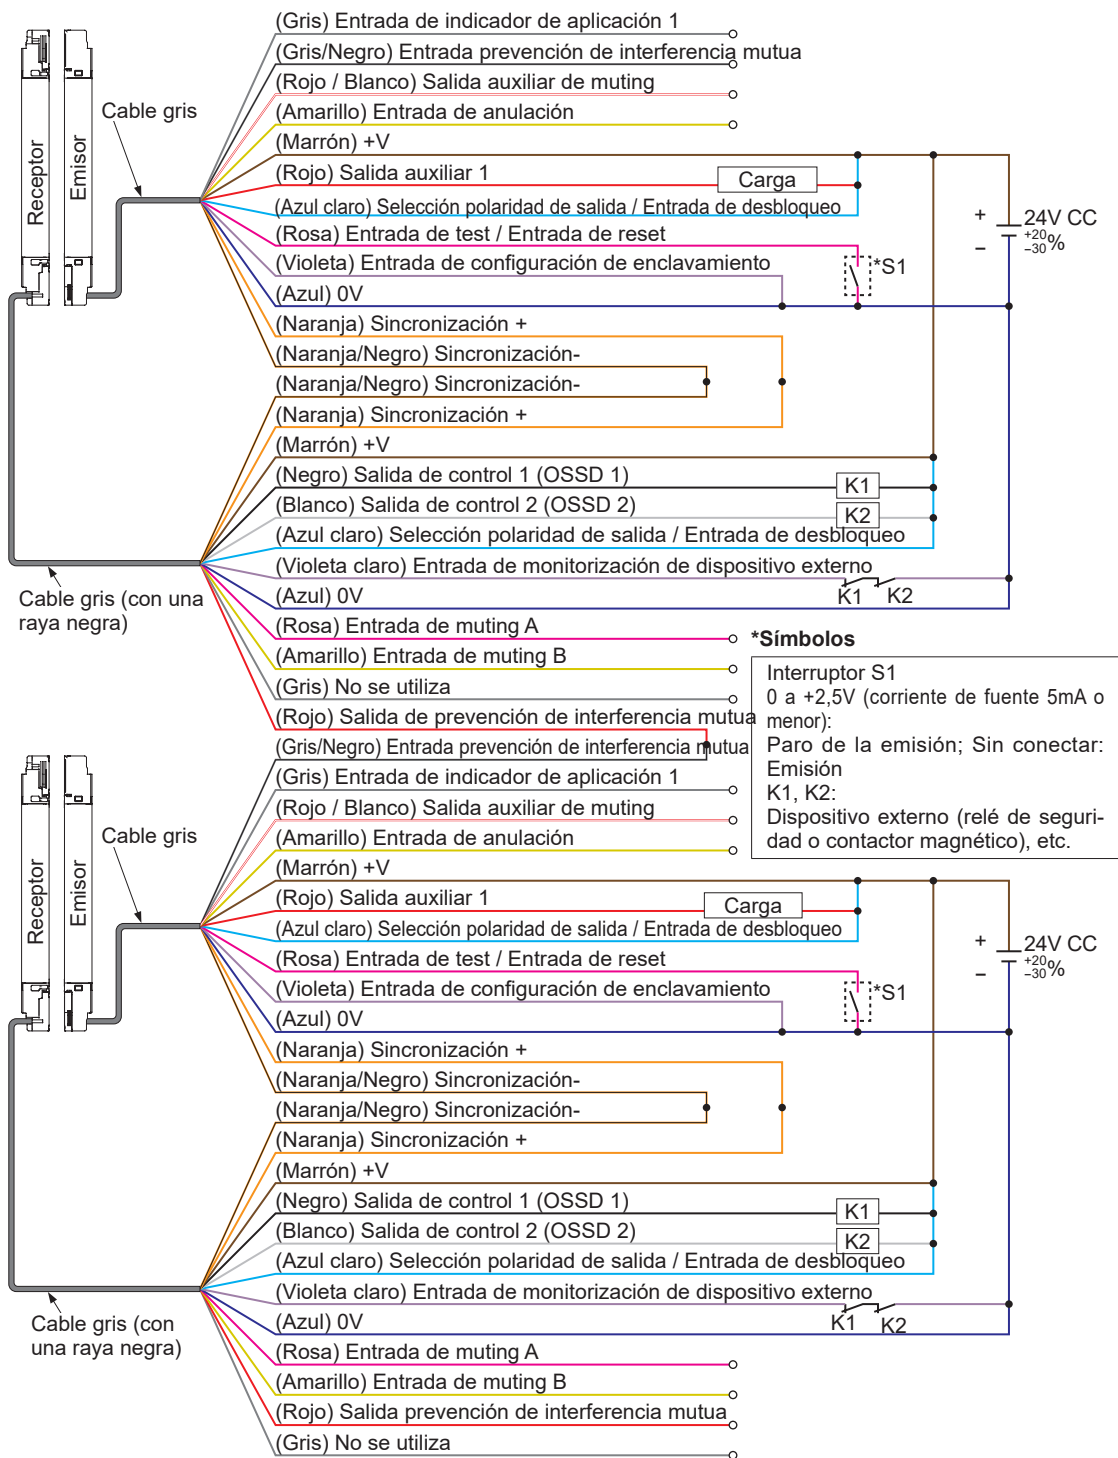 (Gris) Entrada de indicador de aplicación 1
(Gris/Negro) Entrada prevención de interferencia mutua
(Rojo / Blanco) Salida auxiliar de muting
Cable gris
(Amarillo) Entrada de anulación
(Marrón) +V
Receptor
Emisor
(Rojo) Salida auxiliar 1
Carga
(Azul claro) Selección polaridad de salida / Entrada de desbloqueo
+
24V CC
+20
–30%
–
(Rosa) Entrada de test / Entrada de reset
(Violeta) Entrada de configuración de enclavamiento
*S1
(Azul) 0V
(Naranja) Sincronización +
(Naranja/Negro) Sincronización-
(Naranja/Negro) Sincronización-
(Naranja) Sincronización +
(Marrón) +V
(Negro) Salida de control 1 (OSSD 1)
K1
(Blanco) Salida de control 2 (OSSD 2)
K2
(Azul claro) Selección polaridad de salida / Entrada de desbloqueo
(Violeta claro) Entrada de monitorización de dispositivo externo
K1
K2
Cable gris (con una
raya negra)
(Azul) 0V
(Rosa) Entrada de muting A
(Amarillo) Entrada de muting B
(Gris) No se utiliza
(Rojo) Salida de prevención de interferencia mutua
*Símbolos
Interruptor S1
0 a +2,5V (corriente de fuente 5mA o
menor):
Paro de la emisión; Sin conectar:
Emisión
K1, K2:
Dispositivo externo (relé de seguri-
dad o contactor magnético), etc.
(Gris/Negro) Entrada prevención de interferencia mutua
(Gris) Entrada de indicador de aplicación 1
(Rojo / Blanco) Salida auxiliar de muting
Cable gris
(Amarillo) Entrada de anulación
(Marrón) +V
Receptor
Emisor
(Rojo) Salida auxiliar 1
Carga
(Azul claro) Selección polaridad de salida / Entrada de desbloqueo
+
24V CC
+20
–30%
–
(Rosa) Entrada de test / Entrada de reset
(Violeta) Entrada de configuración de enclavamiento
*S1
(Azul) 0V
(Naranja) Sincronización +
(Naranja/Negro) Sincronización-
(Naranja/Negro) Sincronización-
(Naranja) Sincronización +
(Marrón) +V
(Negro) Salida de control 1 (OSSD 1)
K1
(Blanco) Salida de control 2 (OSSD 2)
K2
(Azul claro) Selección polaridad de salida / Entrada de desbloqueo
(Violeta claro) Entrada de monitorización de dispositivo externo
K1
K2
Cable gris (con
una raya negra)
(Azul) 0V
(Rosa) Entrada de muting A
(Amarillo) Entrada de muting B
(Rojo) Salida prevención de interferencia mutua
(Gris) No se utiliza